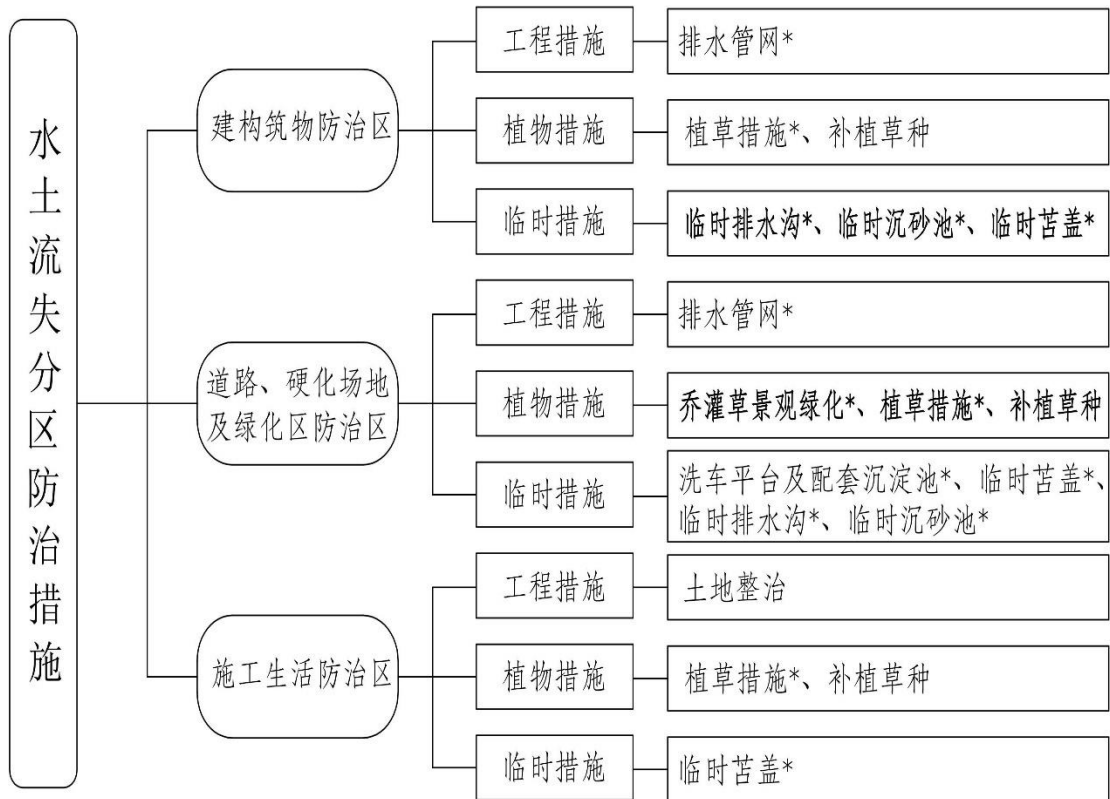 水土流失分区防治措施
建构筑物防治区
工程措施
排水管网*
植物措施
植草措施*、补植草种
临时措施
临时排水沟*、临时沉砂池*、临时苫盖*
道路、硬化场地
及绿化区防治区
工程措施
排水管网*
植物措施
乔灌草景观绿化*、植草措施*、补植草种
临时措施
洗车平台及配套沉淀池*、临时苫盖*、
临时排水沟*、临时沉砂池*
施工生活防治区
工程措施
土地整治
植物措施
植草措施*、补植草种
临时措施
临时苫盖*